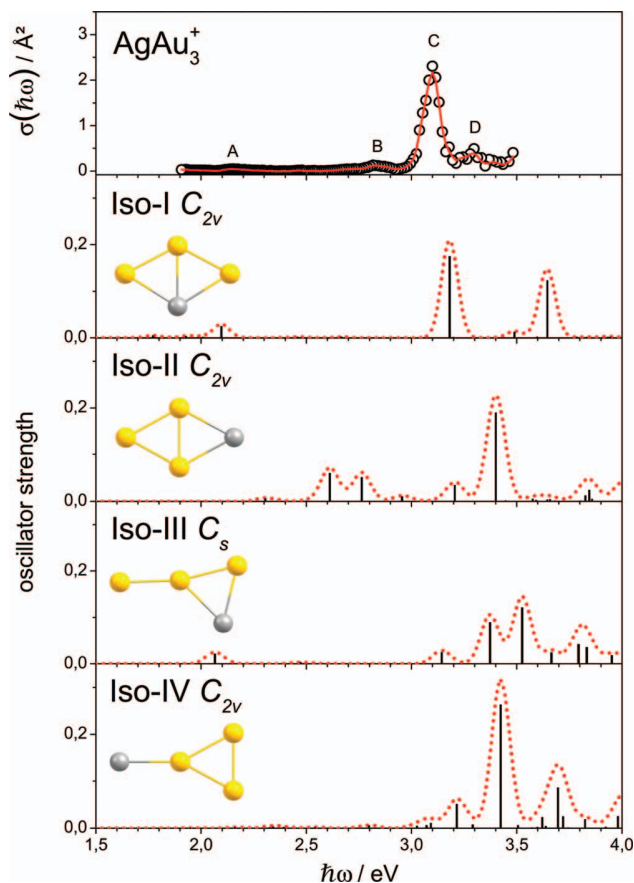 AgAu₃⁺
σ(ħω) / Å²
3
2
1
0
A
B
C
D
Iso-I C₂ᵥ
0,2
0,0
Iso-II C₂ᵥ
0,2
0,0
oscillator strength
Iso-III Cₛ
0,2
0,0
Iso-IV C₂ᵥ
0,2
0,0
1,5 2,0 2,5 3,0 3,5 4,0
ħω / eV